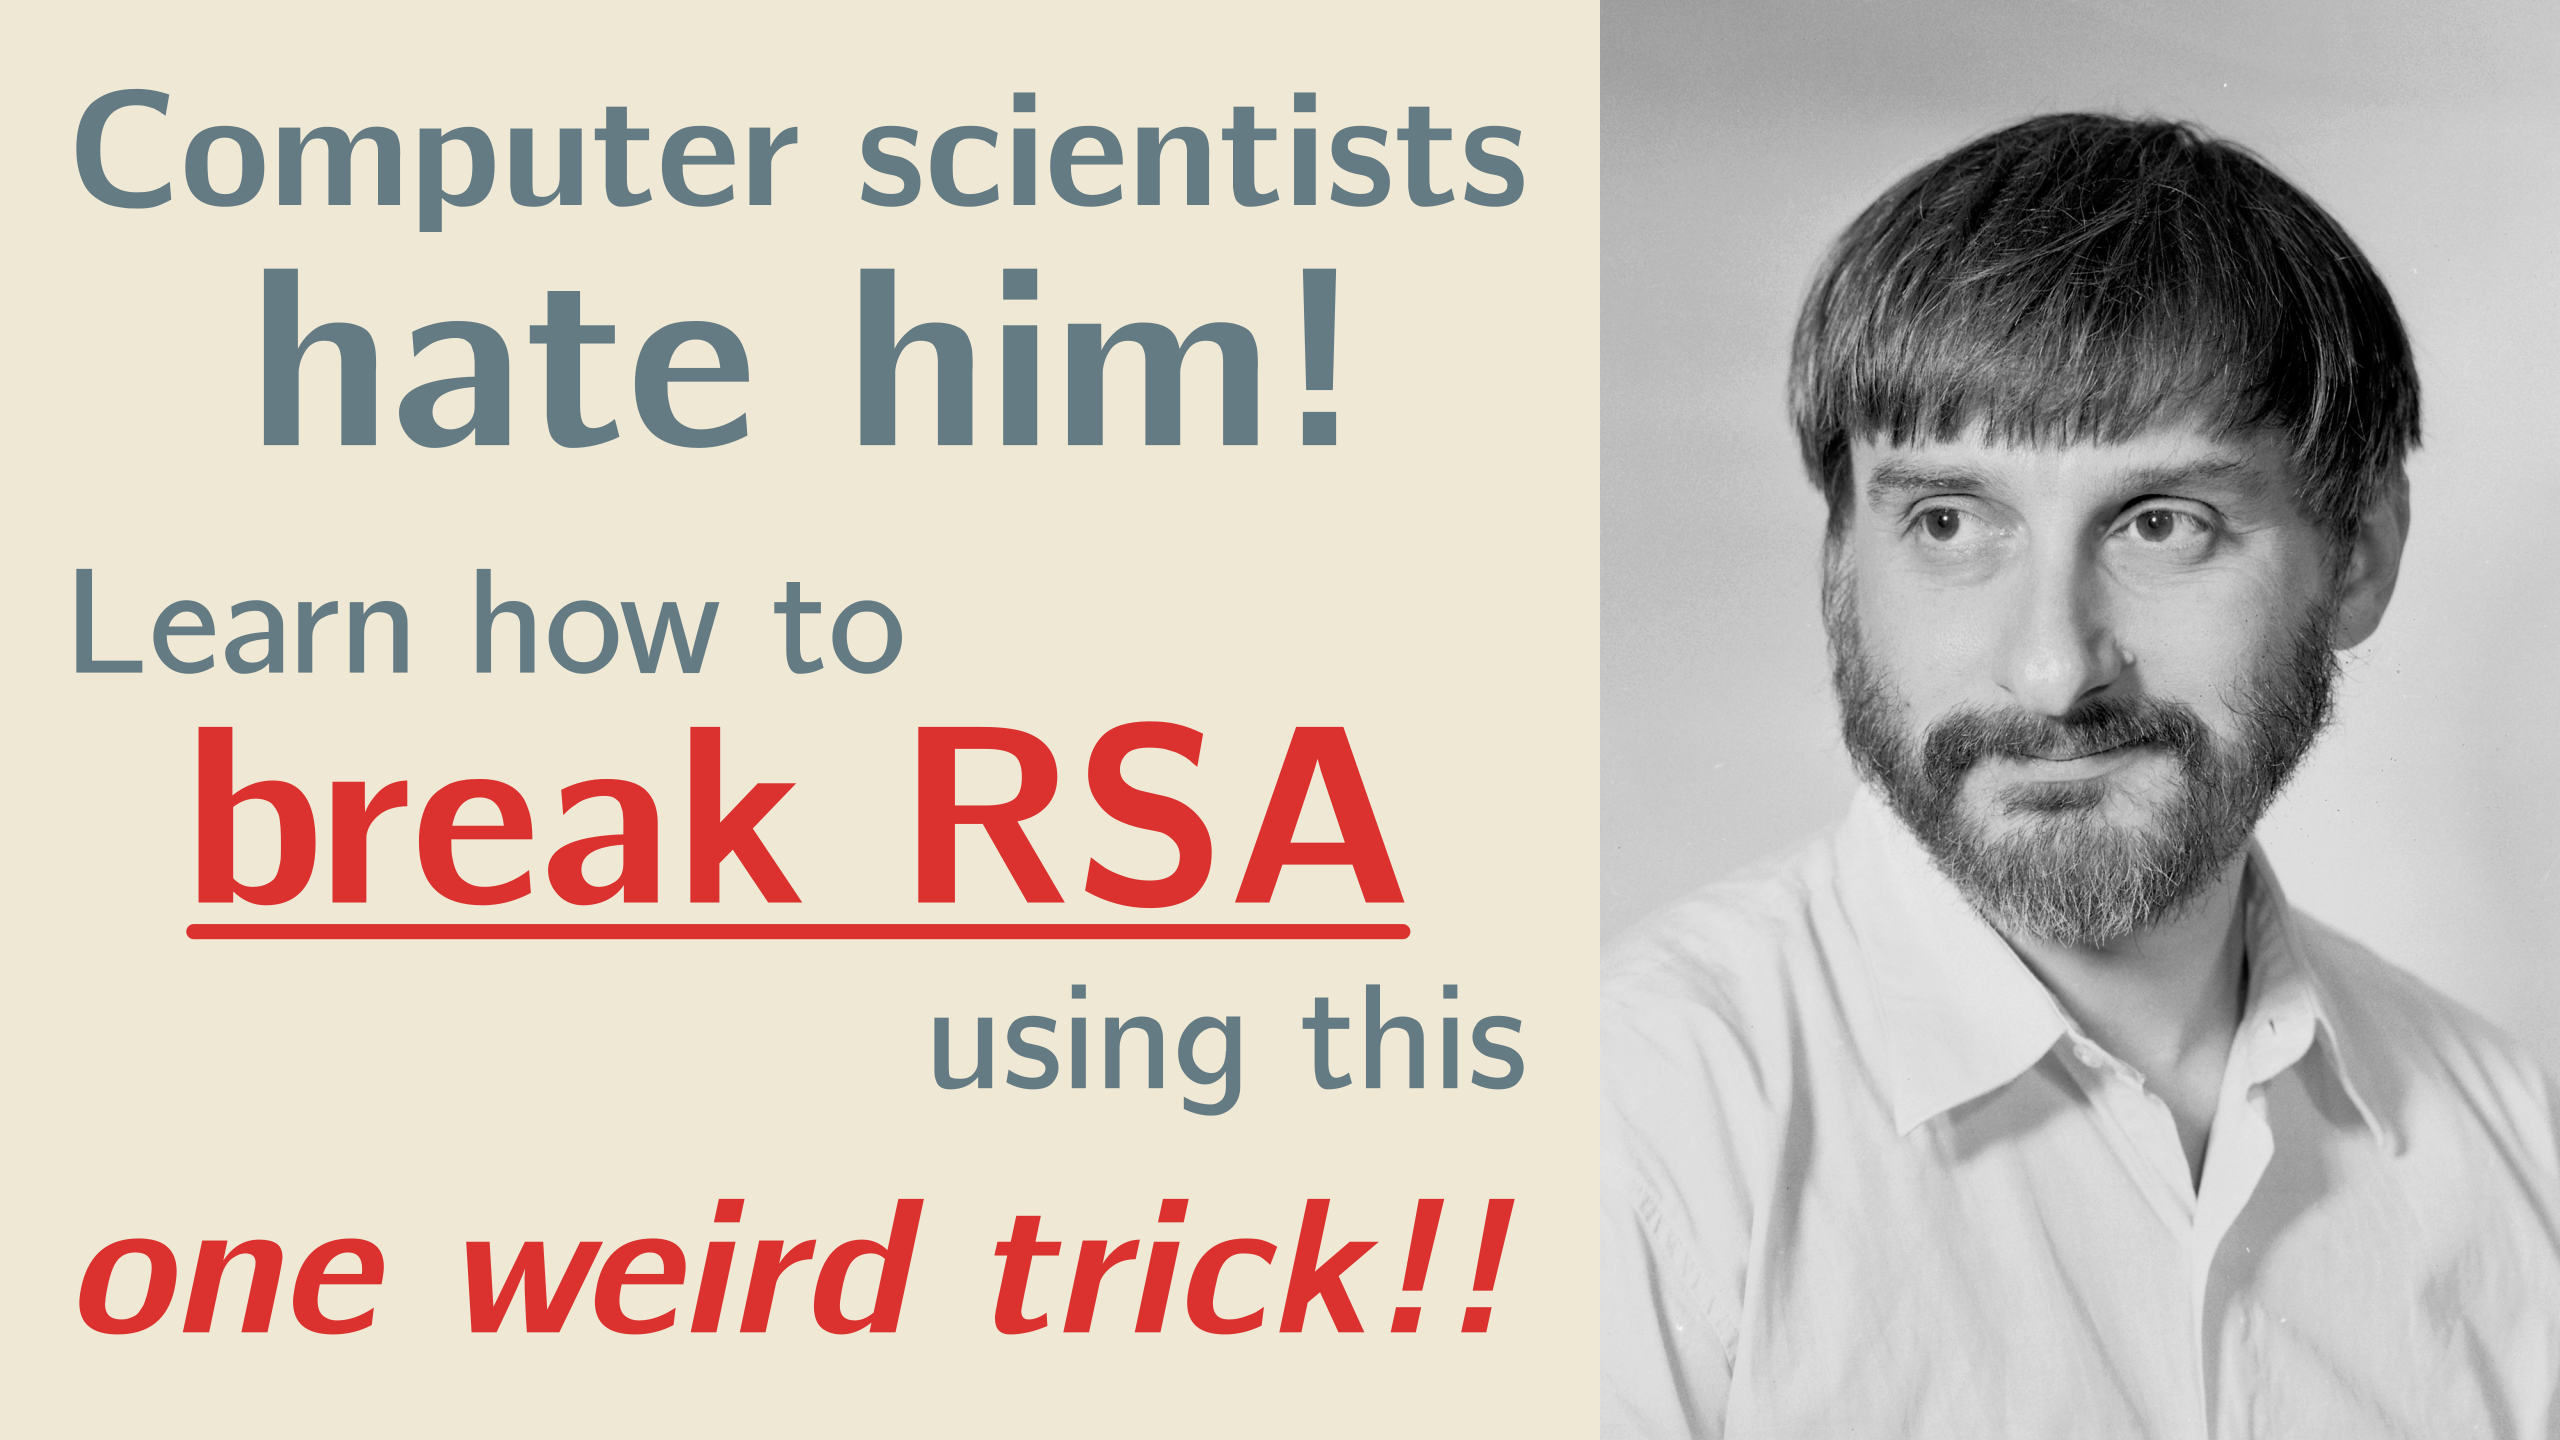 Computer scientists
hate him!
Learn how to
break RSA
using this
one weird trick!!